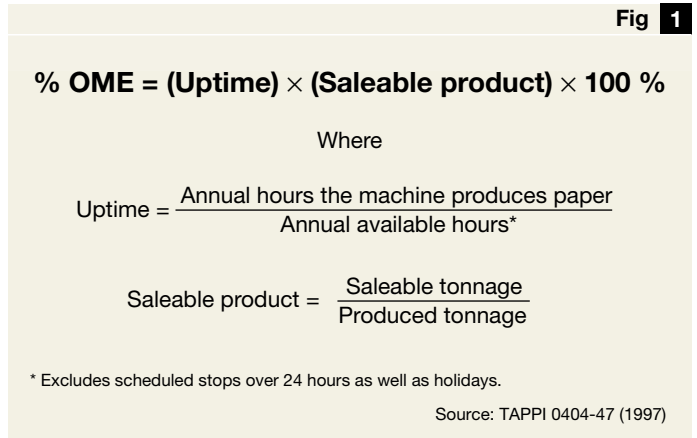 Fig 1
% OME = (Uptime) × (Saleable product) × 100 %
Where
Uptime = Annual hours the machine produces paper
Annual available hours*
Saleable product = Saleable tonnage
Produced tonnage
* Excludes scheduled stops over 24 hours as well as holidays.
Source: TAPPI 0404-47 (1997)